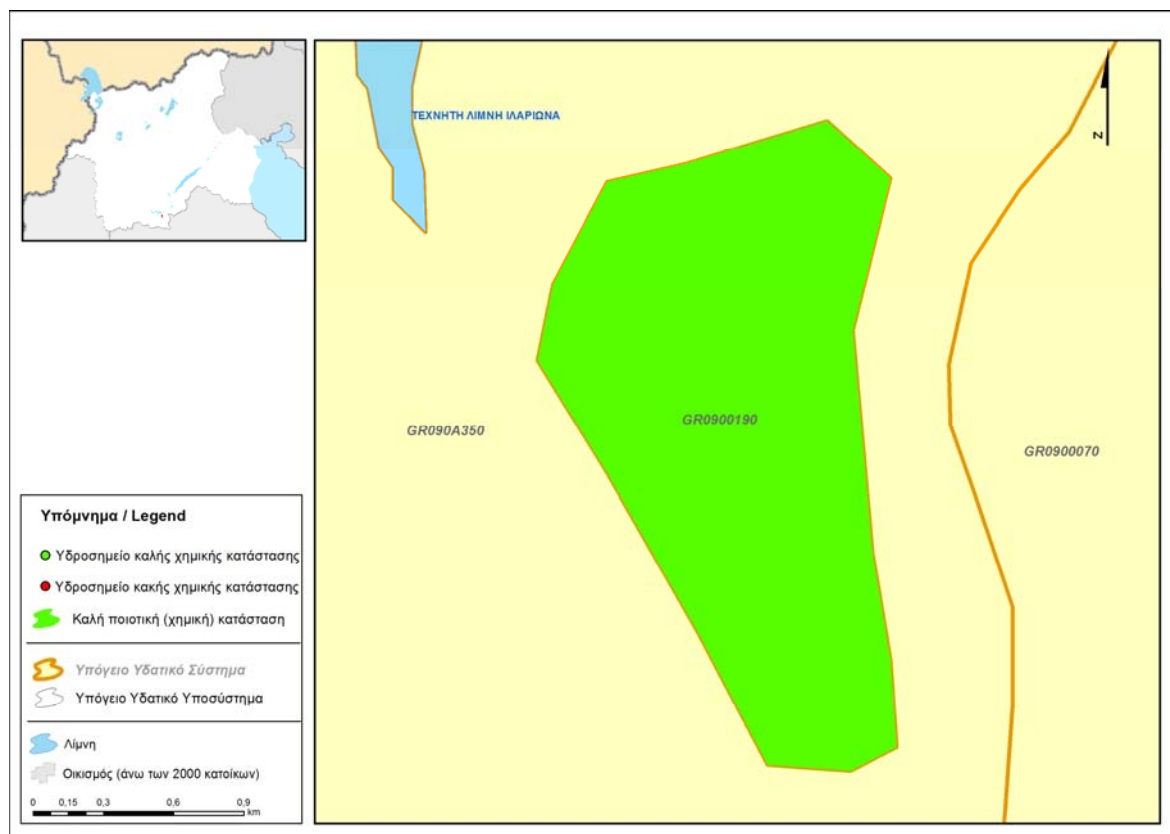 ΤΕΧΝΗΤΗ ΛΙΜΝΗ ΙΛΑΡΙΩΝΑ
Z
GR0900190
GR090A350
GR0900070
Υπόμνημα / Legend
Υδροσημείο καλής χημικής κατάστασης
Υδροσημείο κακής χημικής κατάστασης
Καλή ποιοτική (χημική) κατάσταση
Υπόγειο Υδατικό Σύστημα
Υπόγειο Υδατικό Υποσύστημα
Λίμνη
Οικισμός (άνω των 2000 κατοίκων)
0 0,15 0,3 0,6 0,9
km